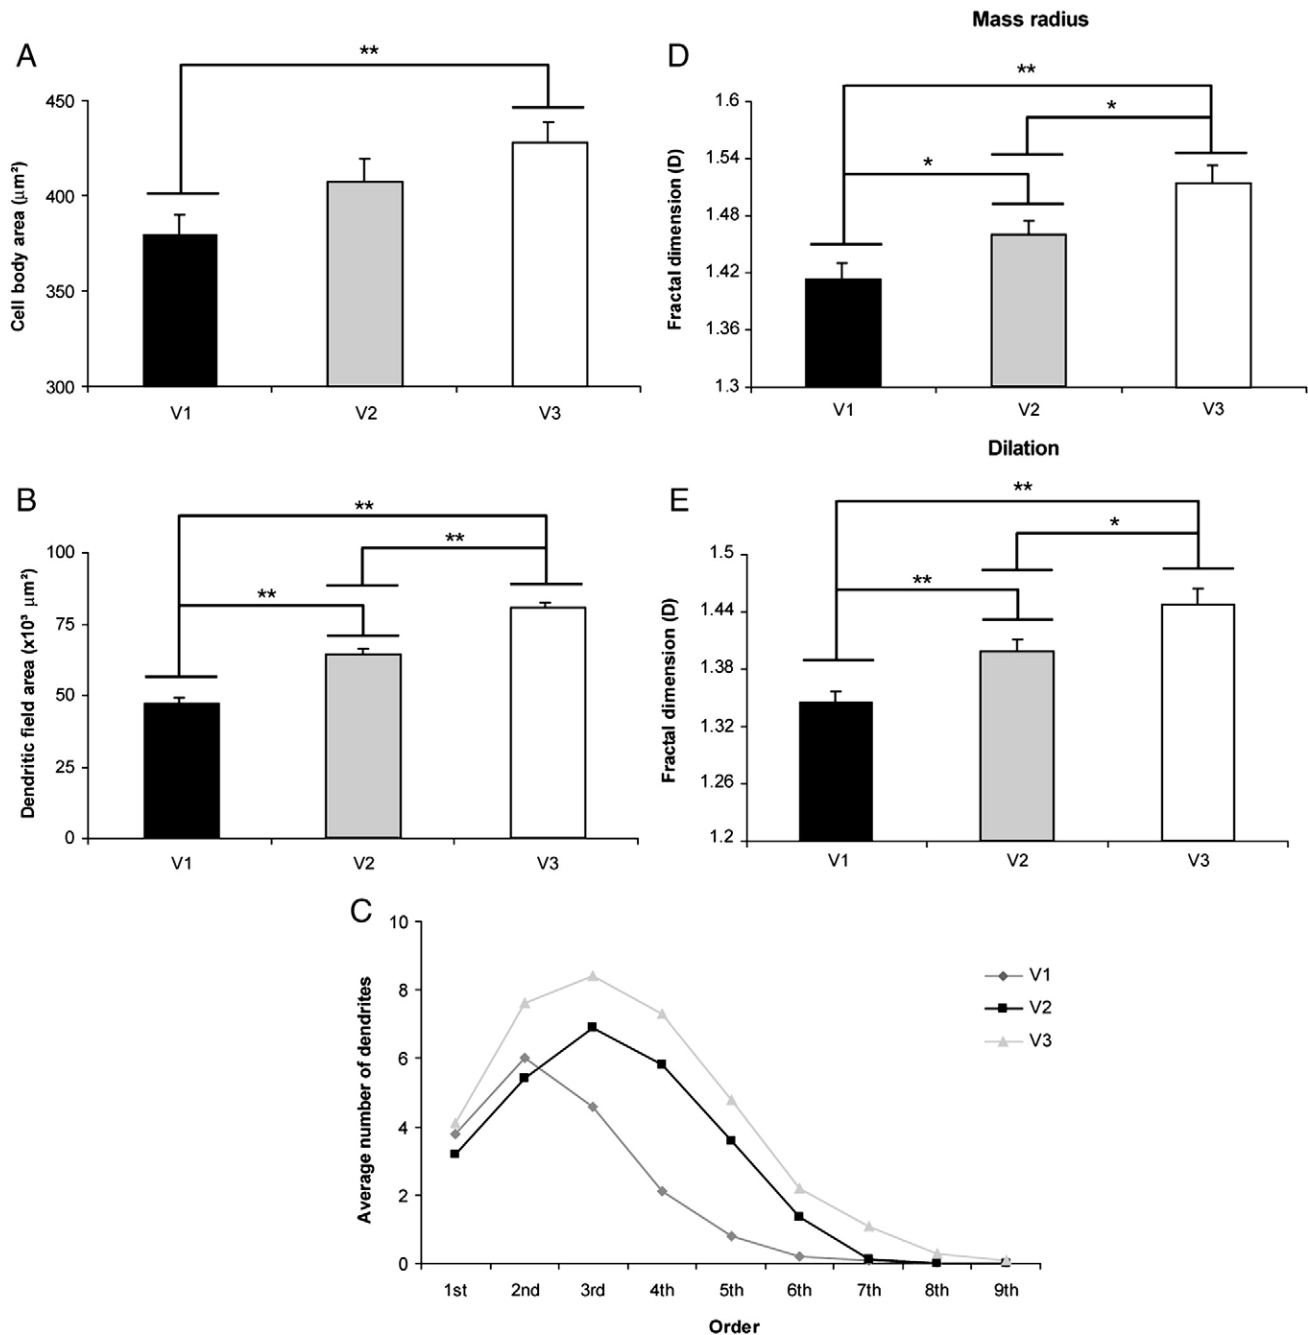 A
**
450
400
350
300
Cell body area (μm²)
V1 V2 V3
Mass radius
D
**
*
*
1.6
1.54
1.48
1.42
1.36
1.3
Fractal dimension (D)
V1 V2 V3
B
**
**
**
100
75
50
25
0
Dendritic field area (x10³ μm²)
V1 V2 V3
Dilation
E
**
*
**
1.5
1.44
1.38
1.32
1.26
1.2
Fractal dimension (D)
V1 V2 V3
C
10
8
6
4
2
0
Average number of dendrites
V1
V2
V3
1st 2nd 3rd 4th 5th 6th 7th 8th 9th
Order